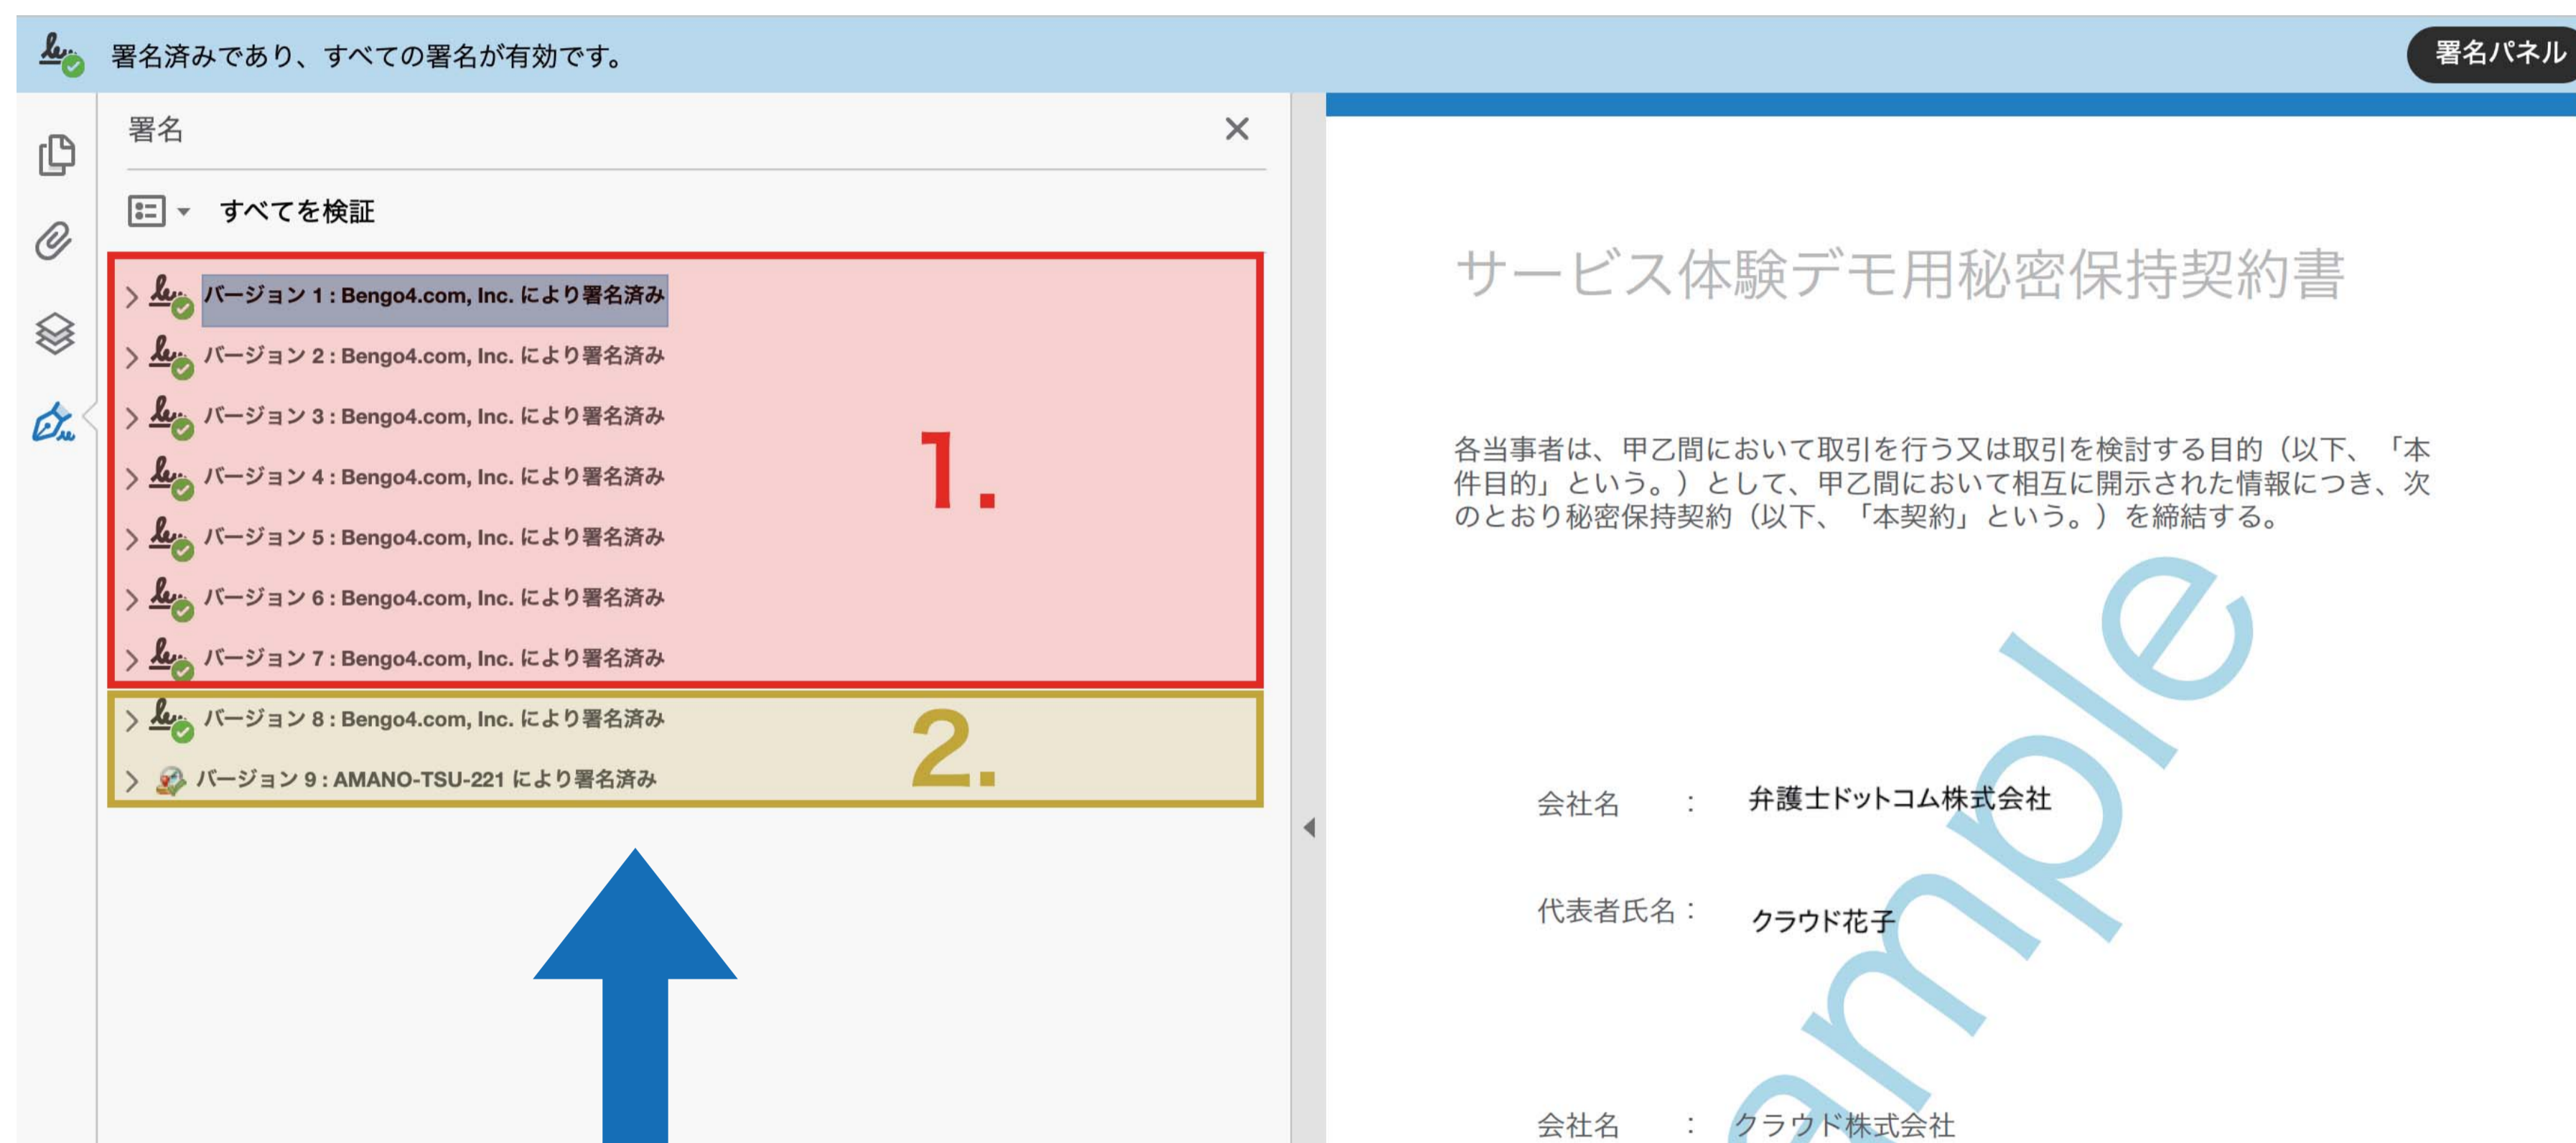 署名済みであり、すべての署名が有効です。
署名パネル
署名
すべてを検証
バージョン 1 : Bengo4.com, Inc. により署名済み
バージョン 2 : Bengo4.com, Inc. により署名済み
バージョン 3 : Bengo4.com, Inc. により署名済み
バージョン 4 : Bengo4.com, Inc. により署名済み
バージョン 5 : Bengo4.com, Inc. により署名済み
バージョン 6 : Bengo4.com, Inc. により署名済み
バージョン 7 : Bengo4.com, Inc. により署名済み
1.
バージョン 8 : Bengo4.com, Inc. により署名済み
バージョン 9 : AMANO-TSU-221 により署名済み
2.
サービス体験デモ用秘密保持契約書
各当事者は、甲乙間において取引を行う又は取引を検討する目的（以下、「本
件目的」という。）として、甲乙間において相互に開示された情報につき、次
のとおり秘密保持契約（以下、「本契約」という。）を締結する。
会社名　：　弁護士ドットコム株式会社
代表者氏名：　クラウド花子
会社名　：　クラウド株式会社
ample